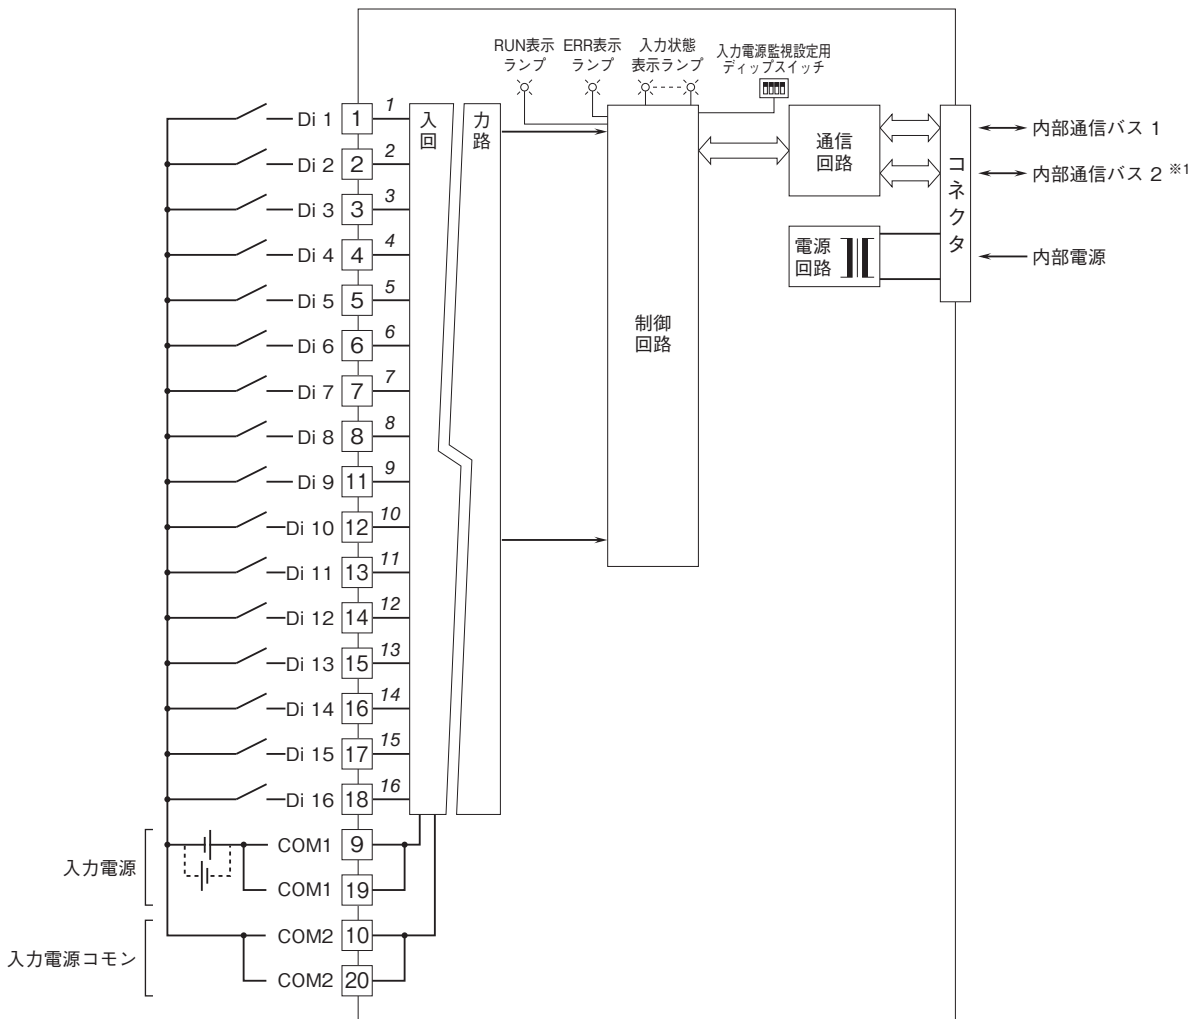 RUN表示
ランプ
ERR表示
ランプ
入力状態
表示ランプ
入力電源監視設定用
ディップスイッチ
Di 1 1 1
Di 2 2 2
Di 3 3 3
Di 4 4 4
Di 5 5 5
Di 6 6 6
Di 7 7 7
Di 8 8 8
Di 9 11 9
Di 10 12 10
Di 11 13 11
Di 12 14 12
Di 13 15 13
Di 14 16 14
Di 15 17 15
Di 16 18 16
COM1 9
COM1 19
COM2 10
COM2 20
入力電源
入力電源コモン
入力
回路
制御
回路
通信
回路
電源
回路
コネクタ
内部通信バス 1
内部通信バス 2 ※1
内部電源